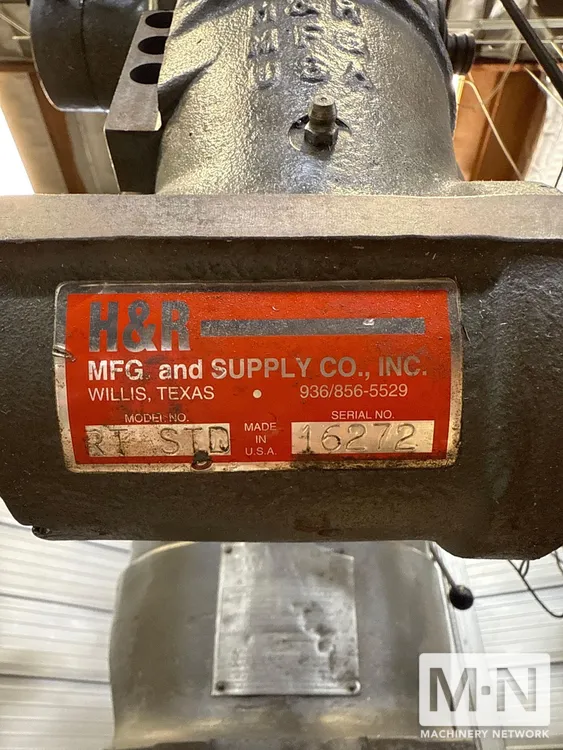 H&R
MFG
USA
H&R
MFG. and SUPPLY CO., INC.
WILLIS, TEXAS • 936/856-5529
MODEL NO. MADE IN U.S.A. SERIAL NO.
RT STD 16272
M·N
MACHINERY NETWORK